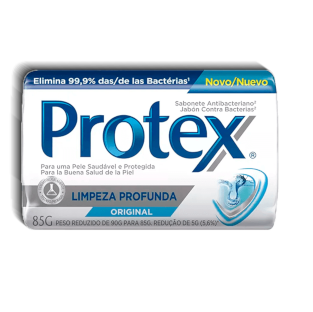 Elimina 99,9% das/de las Bactérias¹
Novo/Nuevo
Sabonete Antibacteriano²
Jabón Contra Bacterias²
Protex®
Para uma Pele Saudável e Protegida
Para la Buena Salud de la Piel
LIMPEZA PROFUNDA
ORIGINAL
85G PESO REDUZIDO DE 90G PARA 85G. REDUÇÃO DE 5G (5,6%)